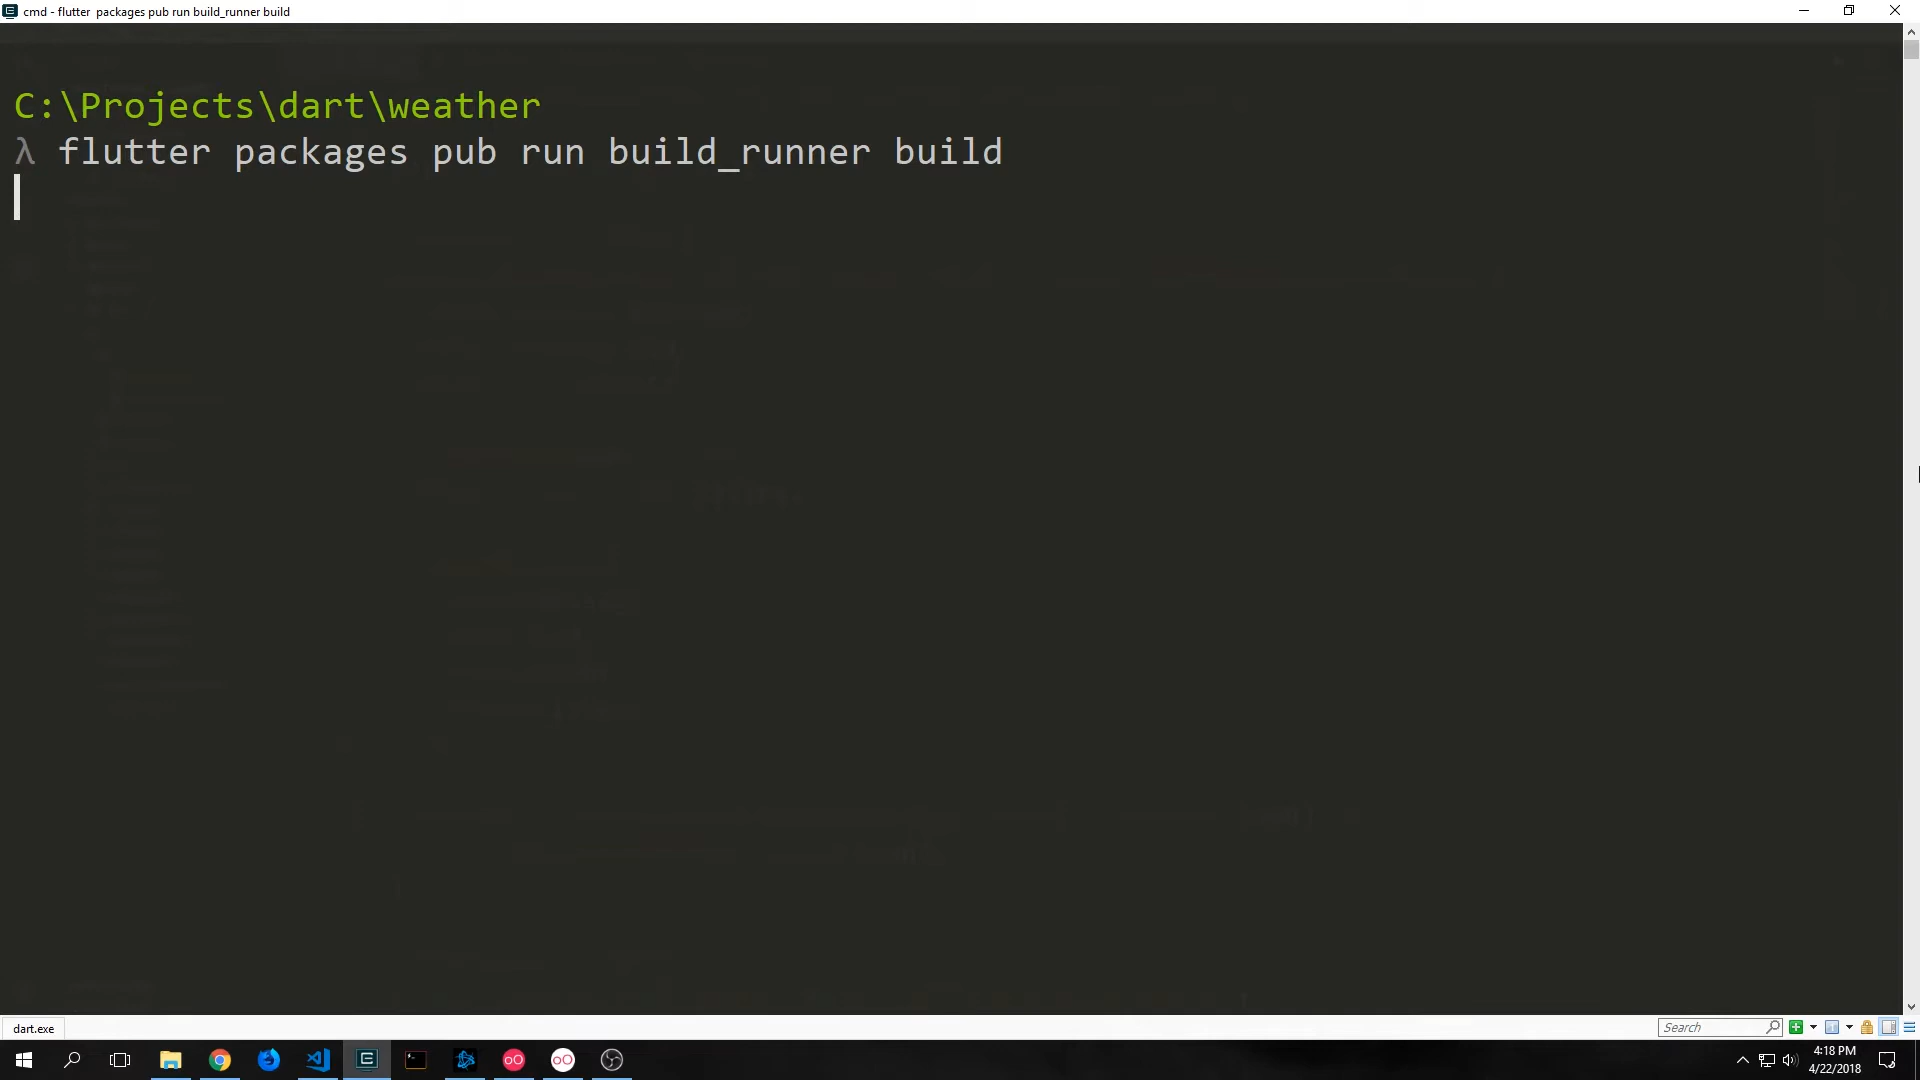 cmd - flutter  packages pub run build_runner build
C:\Projects\dart\weather
λ flutter packages pub run build_runner build
dart.exe
Search
4:18 PM
4/22/2018